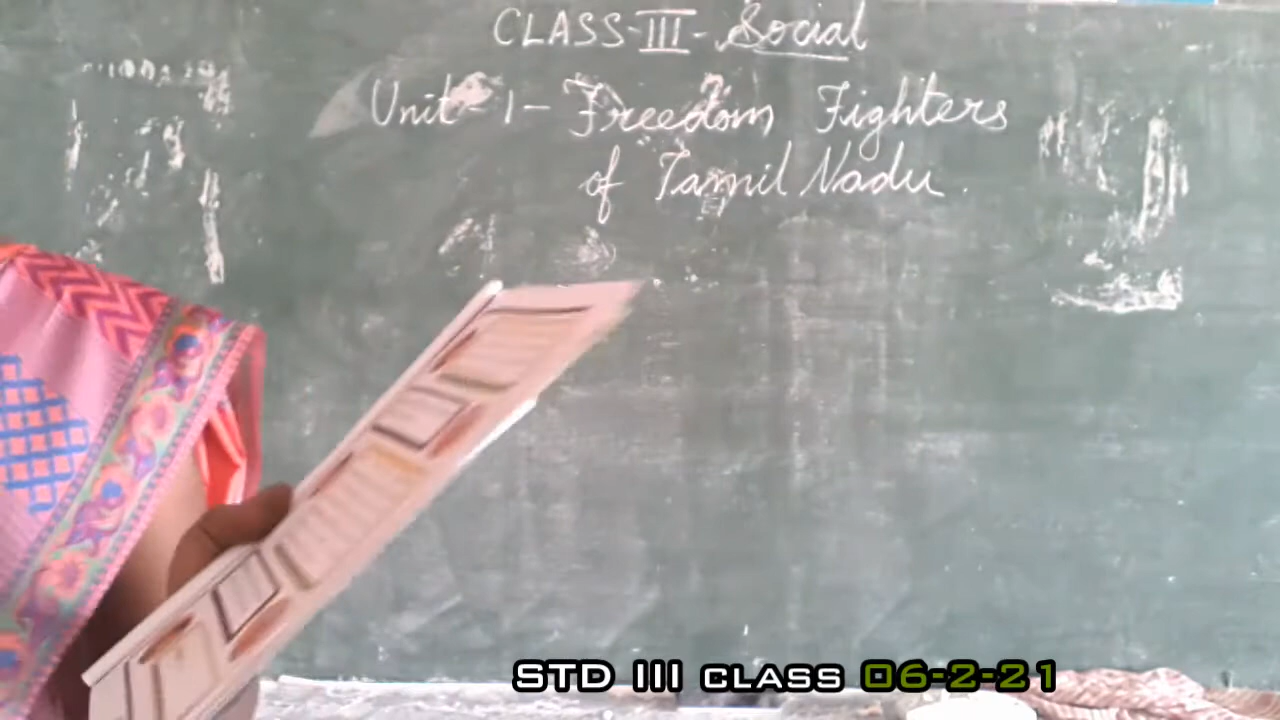 CLASS-III- Social
Unit-1- Freedom Fighters
of Tamil Nadu.
STD III CLASS 06-2-21